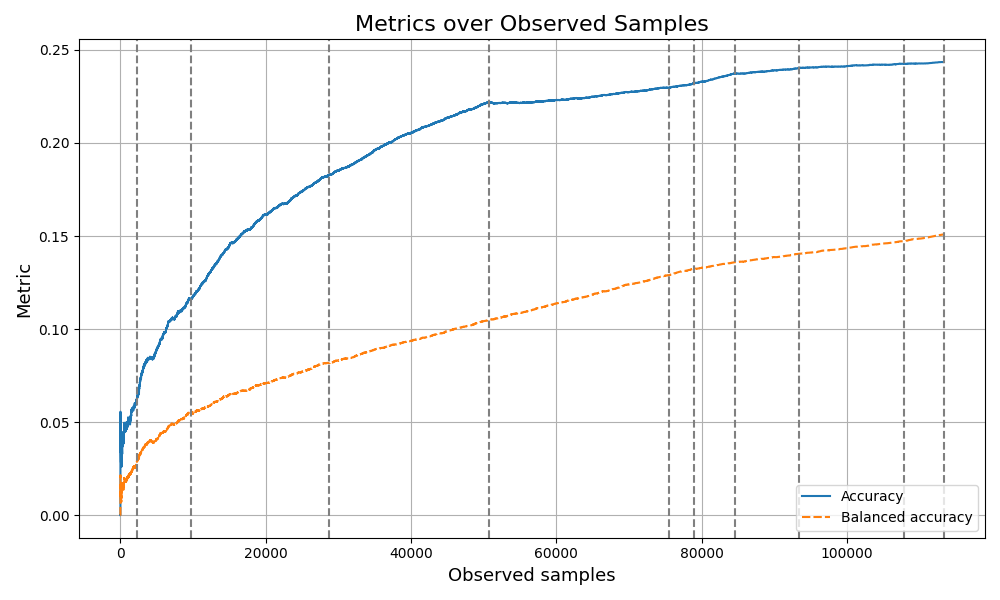 Metrics over Observed Samples
Metric
0.25
0.20
0.15
0.10
0.05
0.00
0 20000 40000 60000 80000 100000
Observed samples
Accuracy
Balanced accuracy